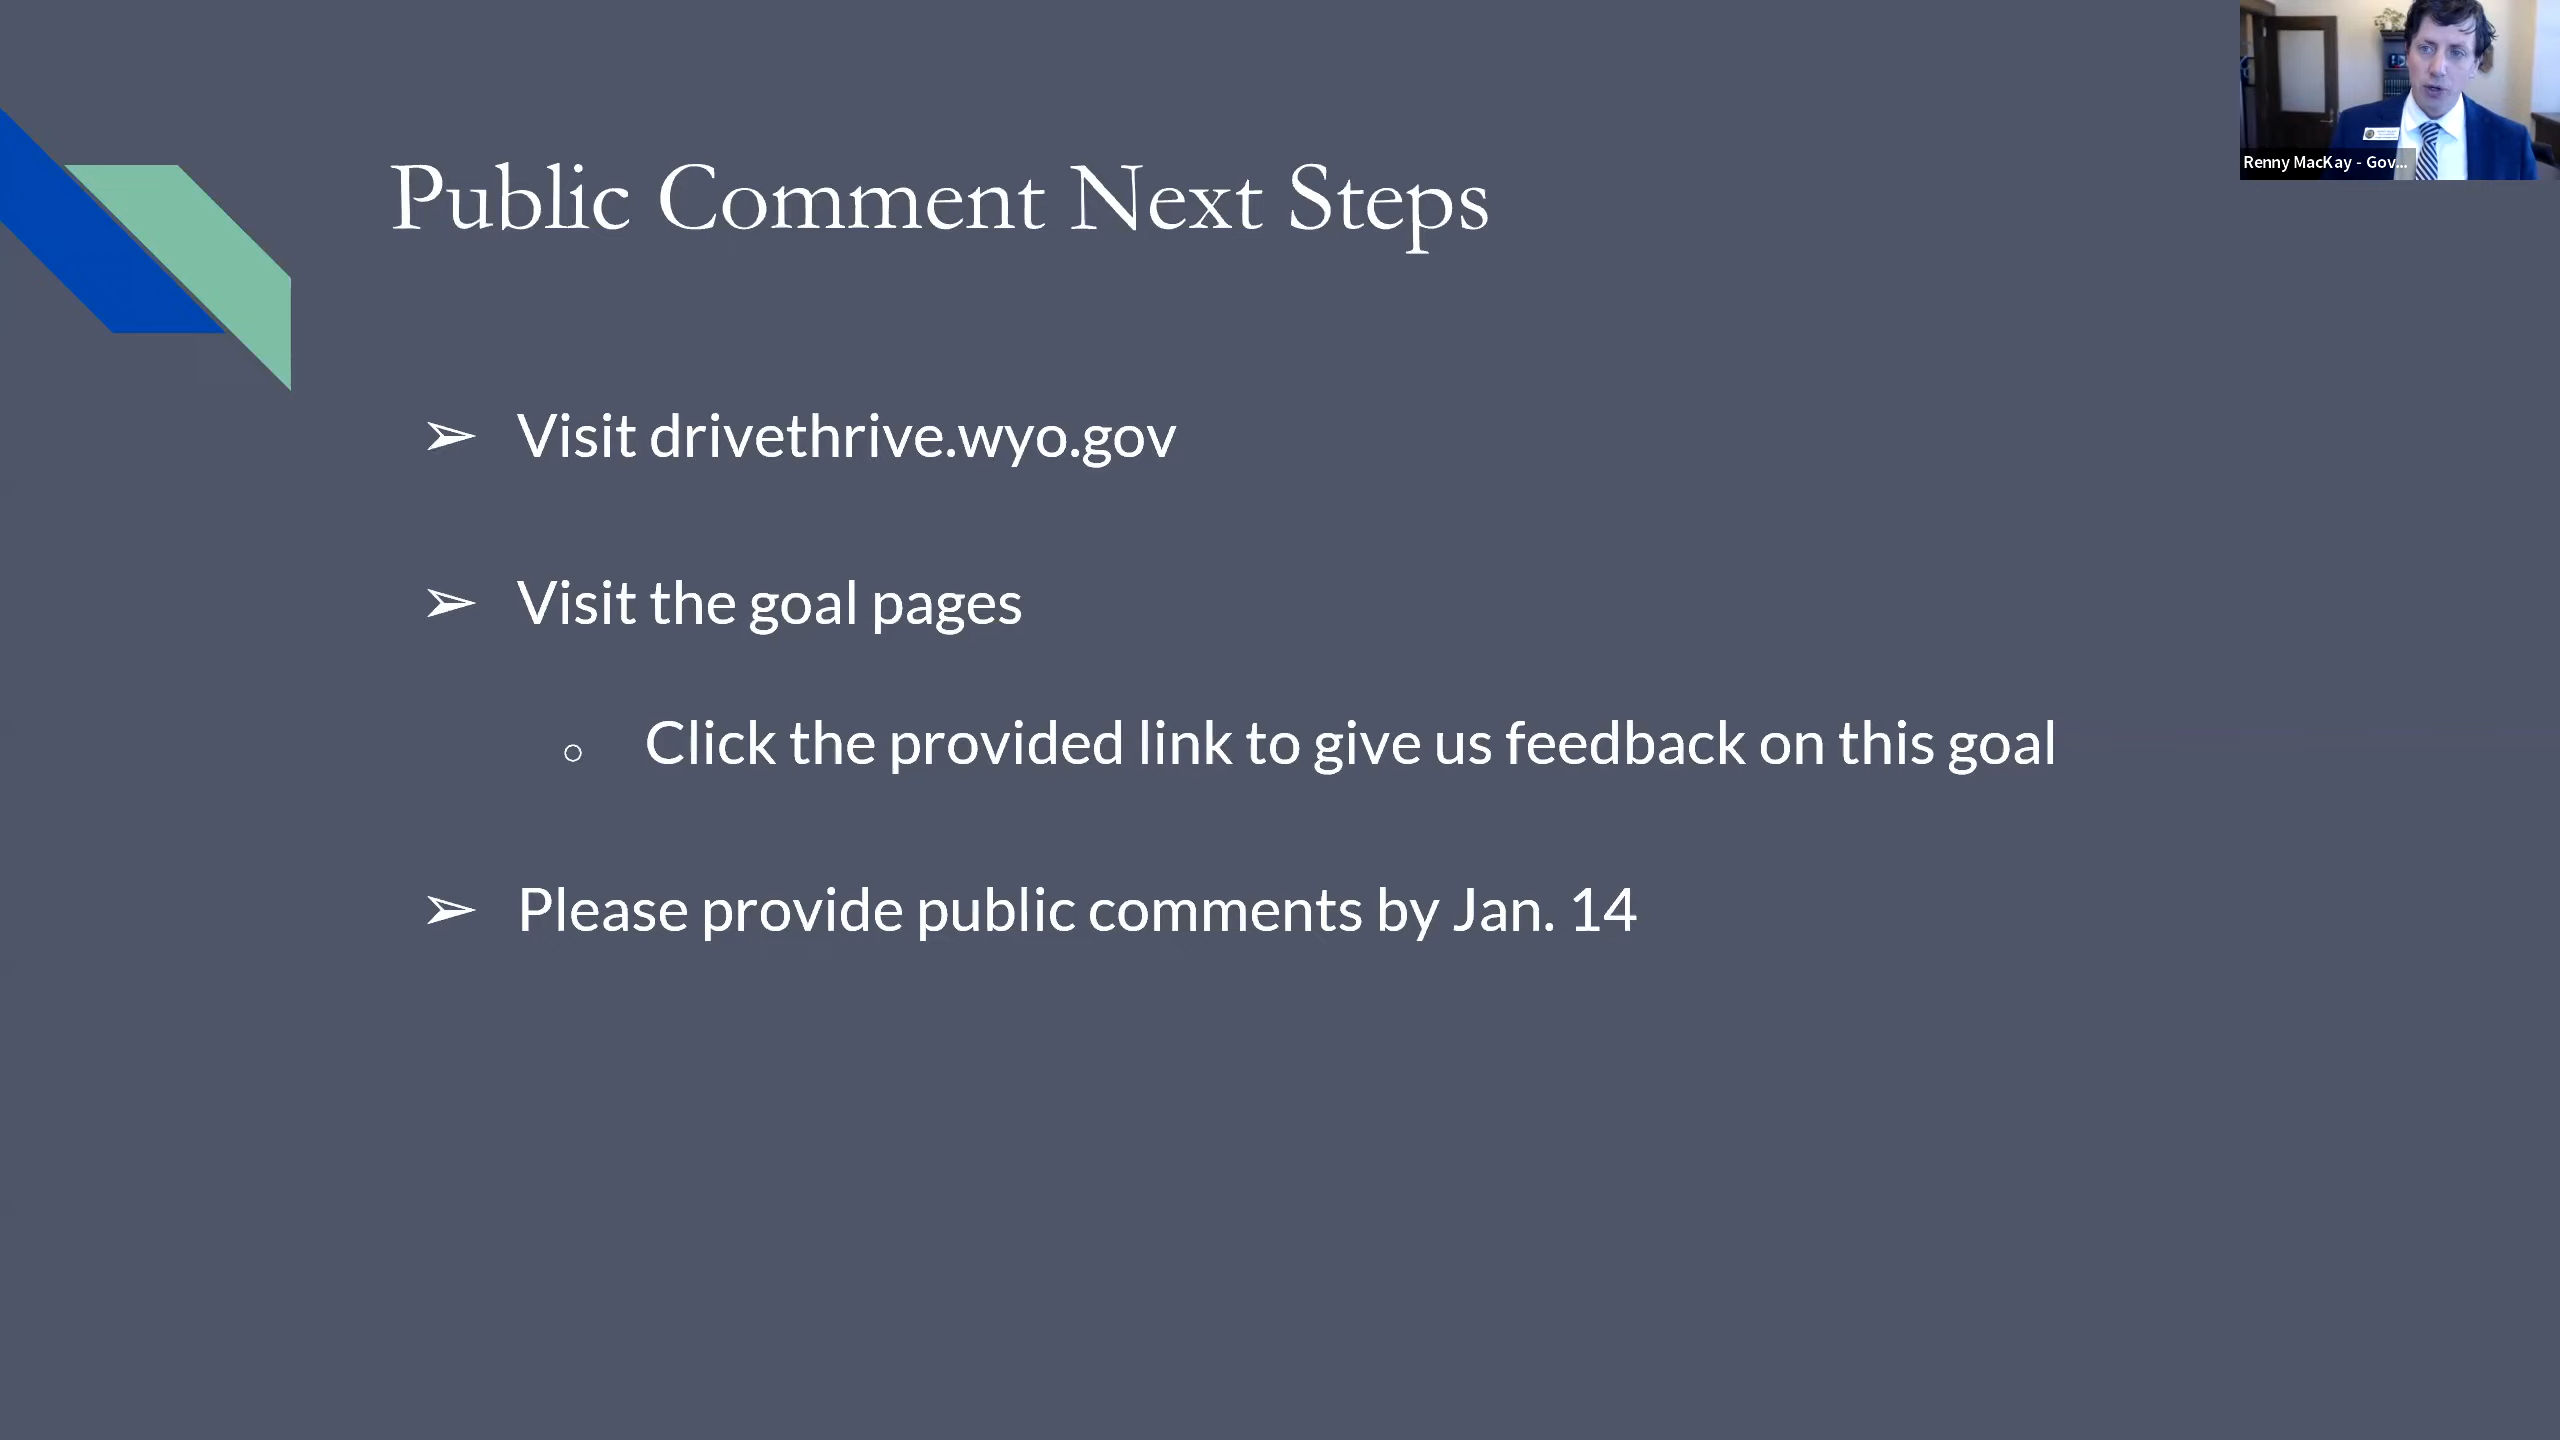 Public Comment Next Steps
➢ Visit drivethrive.wyo.gov
➢ Visit the goal pages
○ Click the provided link to give us feedback on this goal
➢ Please provide public comments by Jan. 14
Renny MacKay - Gov...